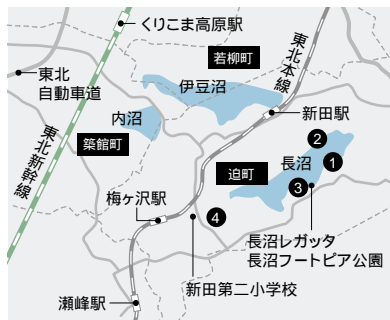 くりこま高原駅
若柳町
東北本線
東北
自動車道
伊豆沼
新田駅
内沼
東北新幹線
築館町
2
長沼
1
迫町
3
梅ヶ沢駅
4
長沼レガッタ
長沼フートピア公園
新田第二小学校
瀬峰駅